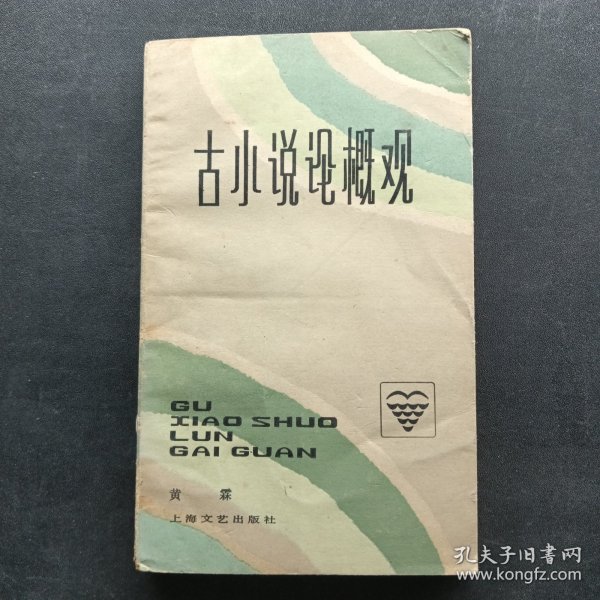 古小说论概观
GU
XIAO SHUO
LUN
GAI GUAN
黄 霖
上海文艺出版社
孔夫子旧书网
www.kongfz.com